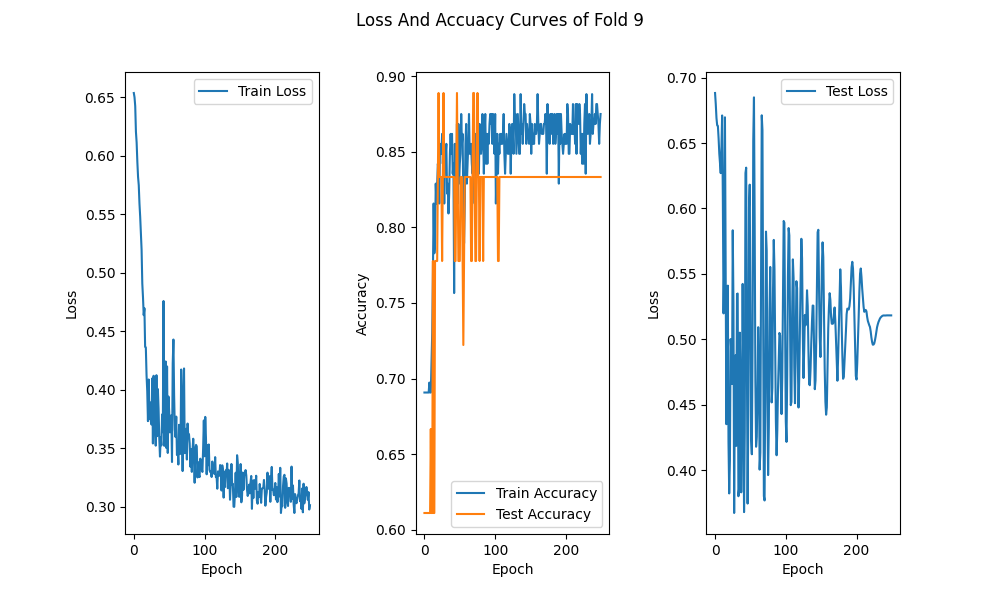 Loss And Accuacy Curves of Fold 9
Train Loss
0.65
0.60
0.55
0.50
0.45
0.40
0.35
0.30
Loss
0
100
200
Epoch
0.90
0.85
0.80
0.75
0.70
0.65
0.60
Accuracy
Train Accuracy
Test Accuracy
0
100
200
Epoch
Test Loss
0.70
0.65
0.60
0.55
0.50
0.45
0.40
Loss
0
100
200
Epoch